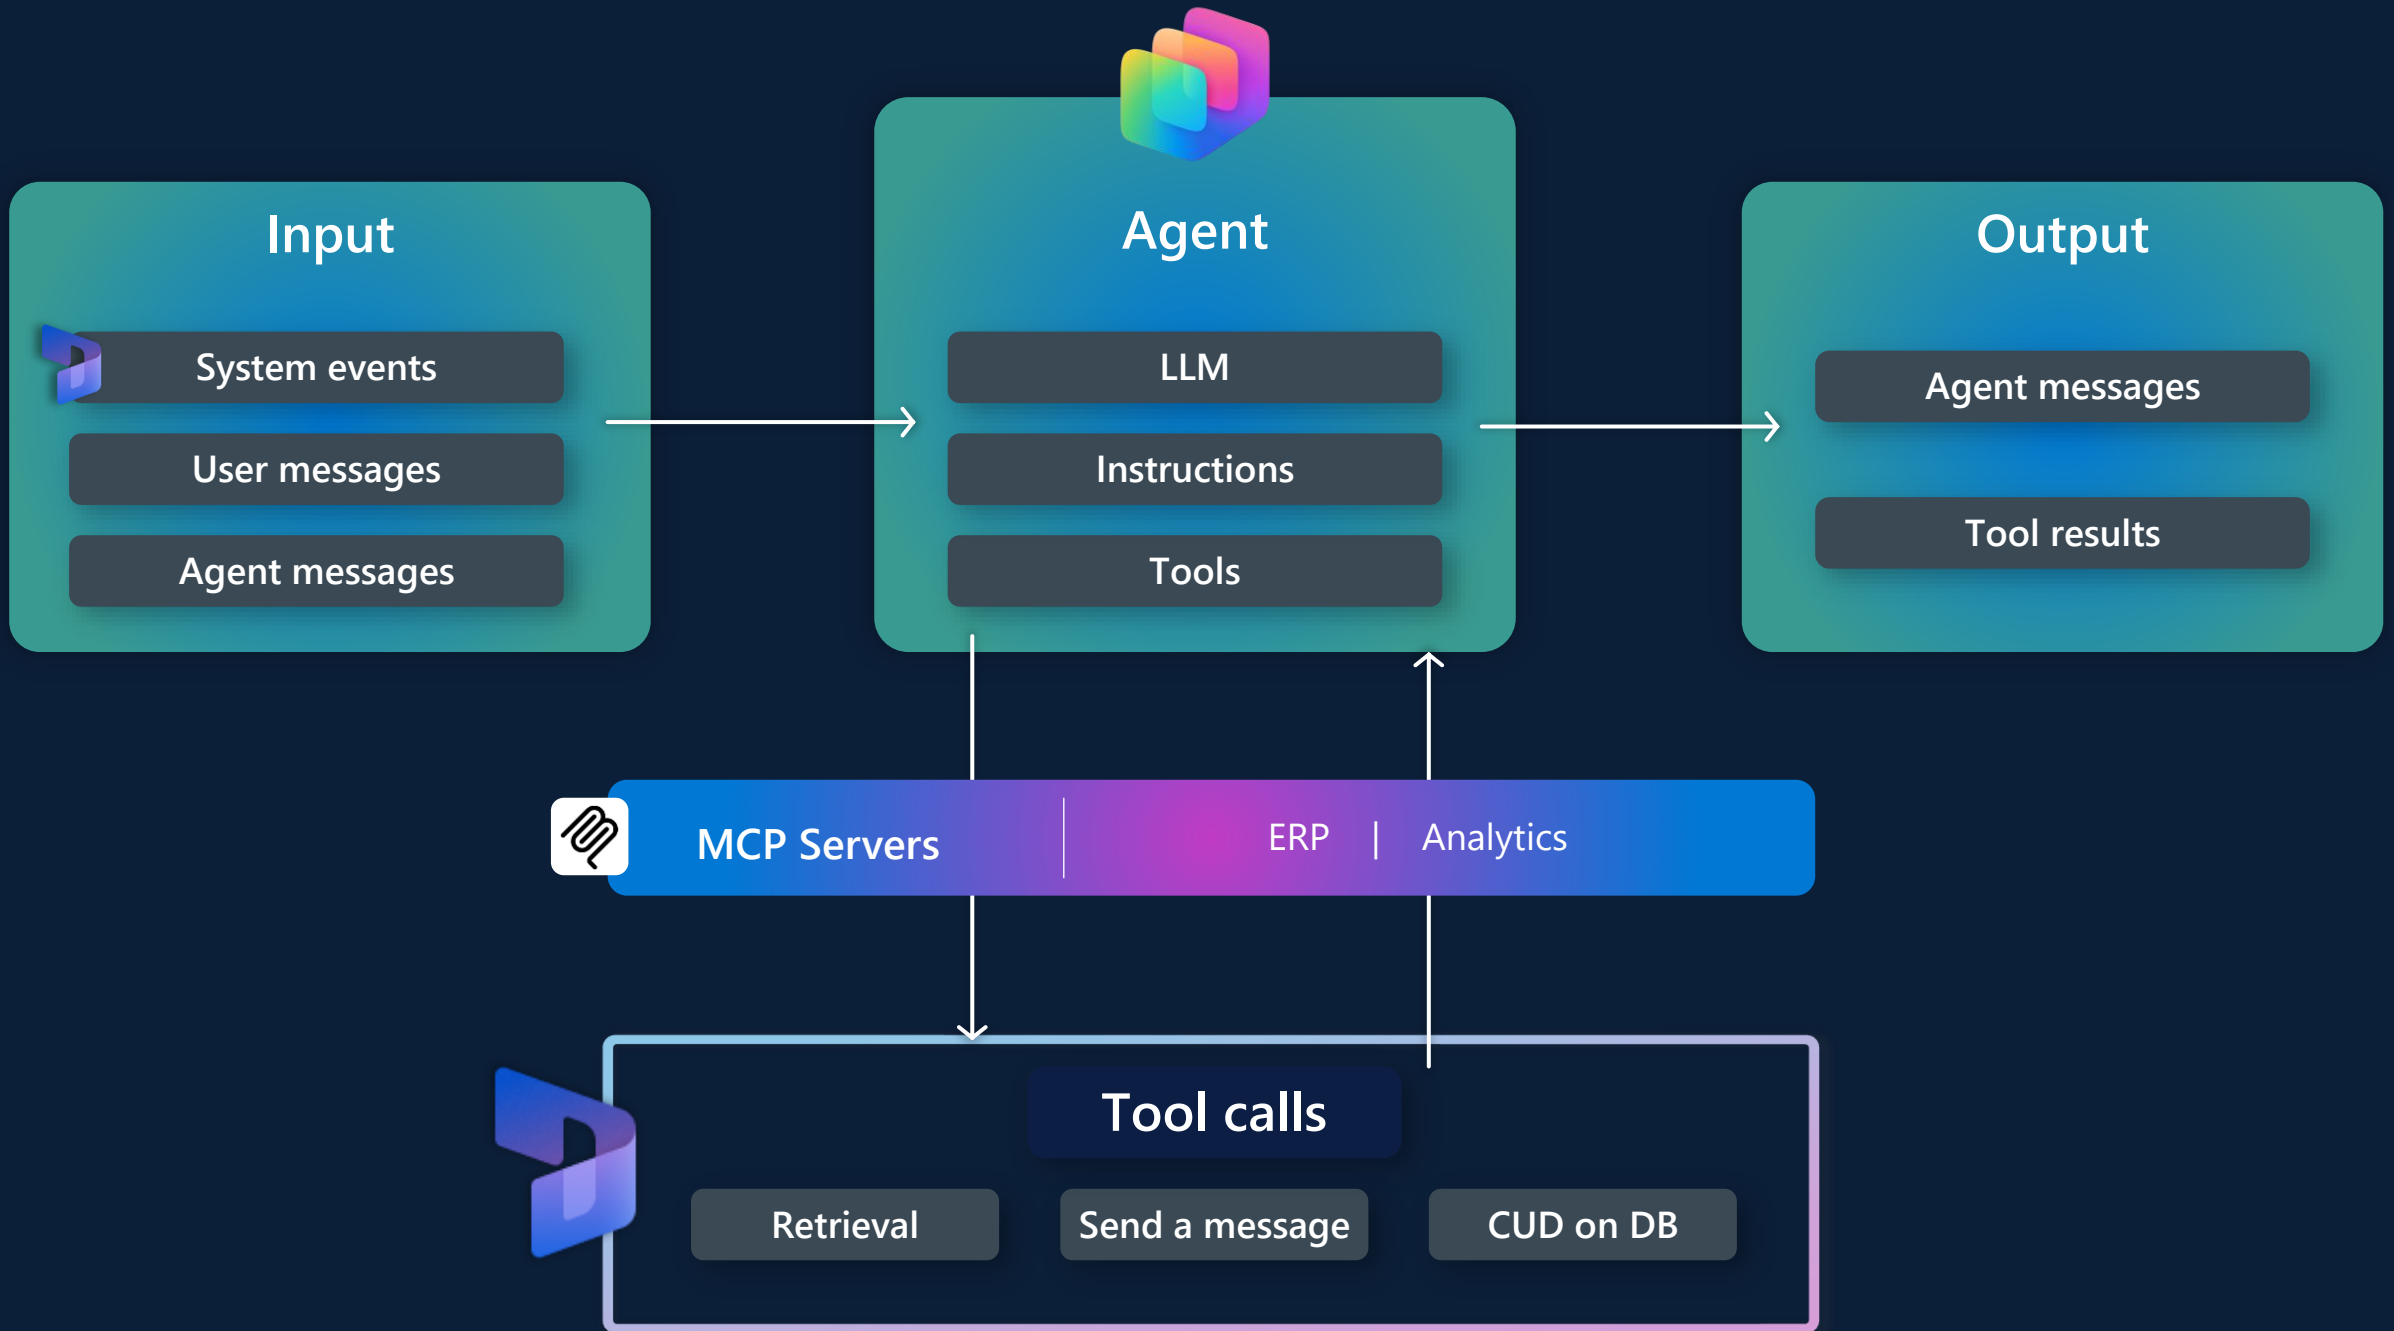 Input
System events
User messages
Agent messages
Agent
LLM
Instructions
Tools
Output
Agent messages
Tool results
MCP Servers
ERP | Analytics
Tool calls
Retrieval
Send a message
CUD on DB